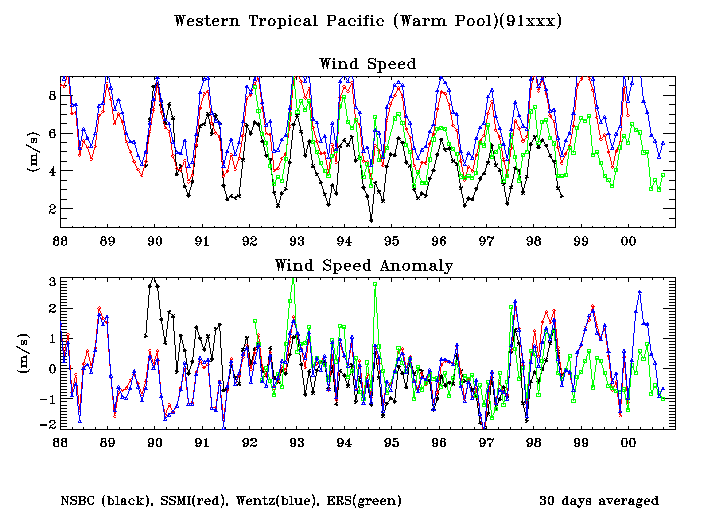 Western Tropical Pacific (Warm Pool)(91xxx)
Wind Speed
8
6
4
2
(m/s)
88 89 90 91 92 93 94 95 96 97 98 99 00
Wind Speed Anomaly
3
2
1
0
-1
-2
(m/s)
88 89 90 91 92 93 94 95 96 97 98 99 00
NSBC (black), SSMI(red), Wentz(blue), ERS(green) 30 days averaged